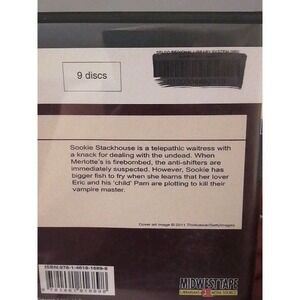 9 discs
Sookie Stackhouse is a telepathic waitress with
a knack for dealing with the undead. When
Merlotte's is firebombed, the anti-shifters are
immediately suspected. However, Sookie has
bigger fish to fry when she learns that her lover
Eric and his 'child' Pam are plotting to kill their
vampire master.
Cover art image © 2011
MIDWEST TAPE